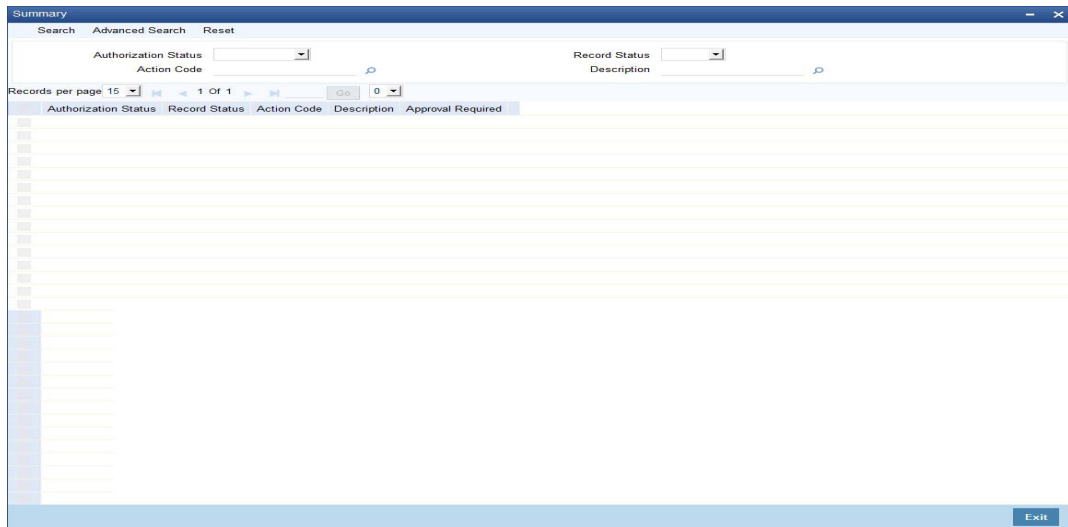 Summary
Search Advanced Search Reset
Authorization Status Record Status
Action Code Description
Records per page 15 1 Of 1 Go 0
Authorization Status Record Status Action Code Description Approval Required
Exit